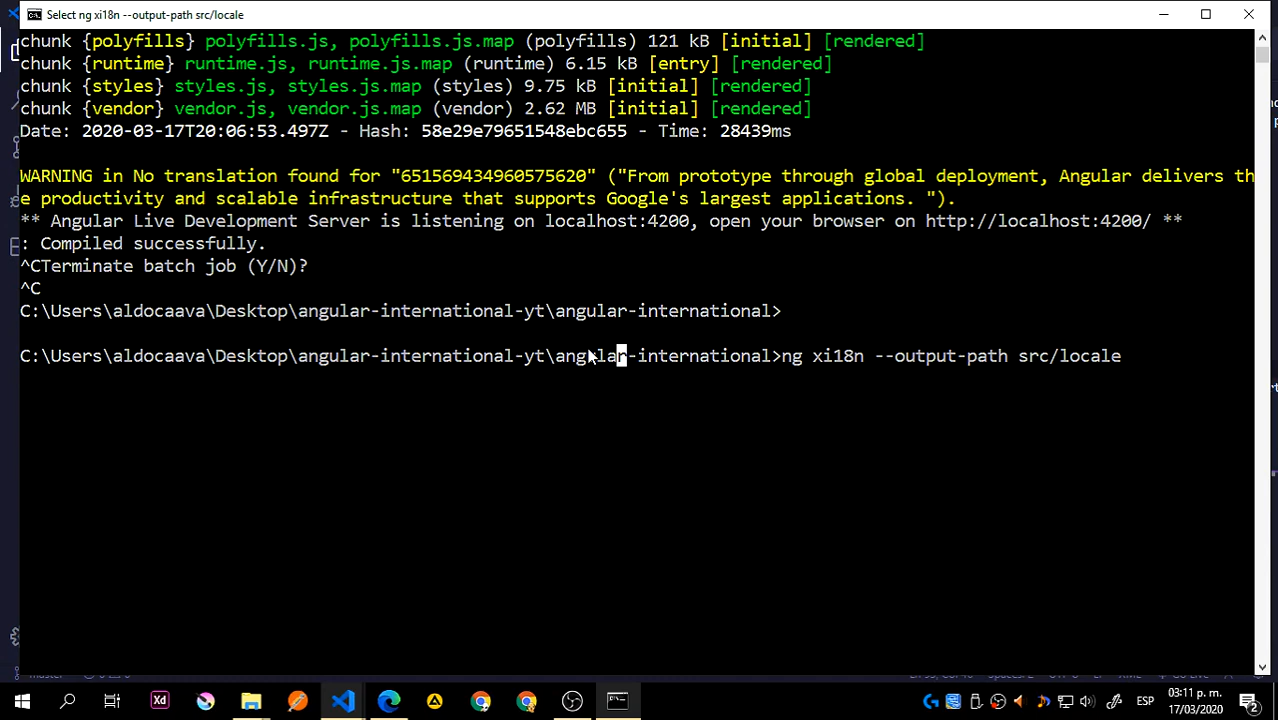 Select ng xi18n --output-path src/locale
chunk {polyfills} polyfills.js, polyfills.js.map (polyfills) 121 kB [initial] [rendered]
chunk {runtime} runtime.js, runtime.js.map (runtime) 6.15 kB [entry] [rendered]
chunk {styles} styles.js, styles.js.map (styles) 9.75 kB [initial] [rendered]
chunk {vendor} vendor.js, vendor.js.map (vendor) 2.62 MB [initial] [rendered]
Date: 2020-03-17T20:06:53.497Z - Hash: 58e29e79651548ebc655 - Time: 28439ms
WARNING in No translation found for "6515694349605​75620" ("From prototype through global deployment, Angular delivers th
e productivity and scalable infrastructure that supports Google's largest applications. ").
** Angular Live Development Server is listening on localhost:4200, open your browser on http://localhost:4200/ **
: Compiled successfully.
^CTerminate batch job (Y/N)?
^C
C:\Users\aldocaava\Desktop\angular-international-yt\angular-international>
C:\Users\aldocaava\Desktop\angular-international-yt\angular-international>ng xi18n --output-path src/locale
Xd
ESP
03:11 p. m.
17/03/2020
2